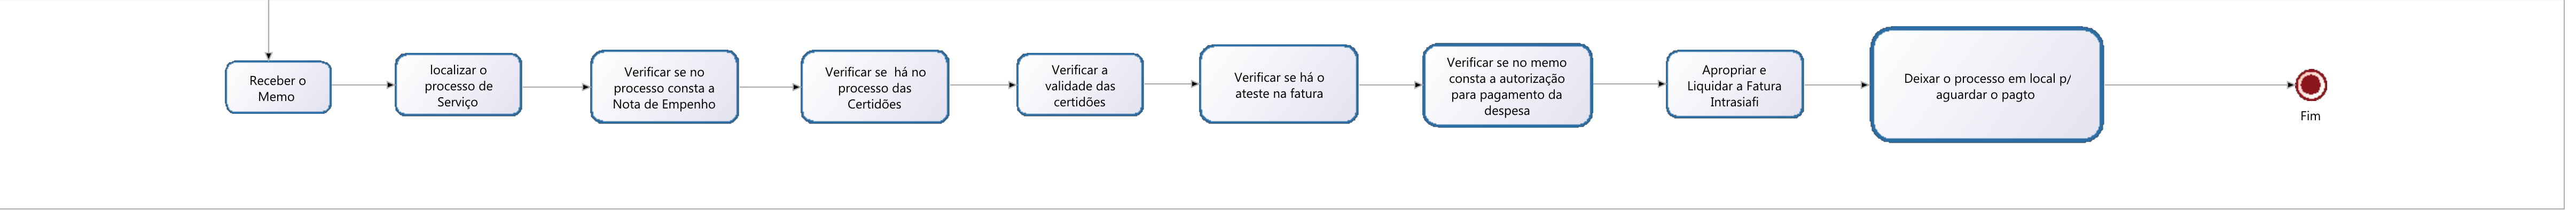 Receber o
Memo
localizar o
processo de
Serviço
Verificar se no
processo consta a
Nota de Empenho
Verificar se  há no
processo das
Certidões
Verificar a
validade das
certidões
Verificar se há o
ateste na fatura
Verificar se no memo
consta a autorização
para pagamento da
despesa
Apropriar e
Liquidar a Fatura
Intrasiafi
Deixar o processo em local p/
aguardar o pagto
Fim